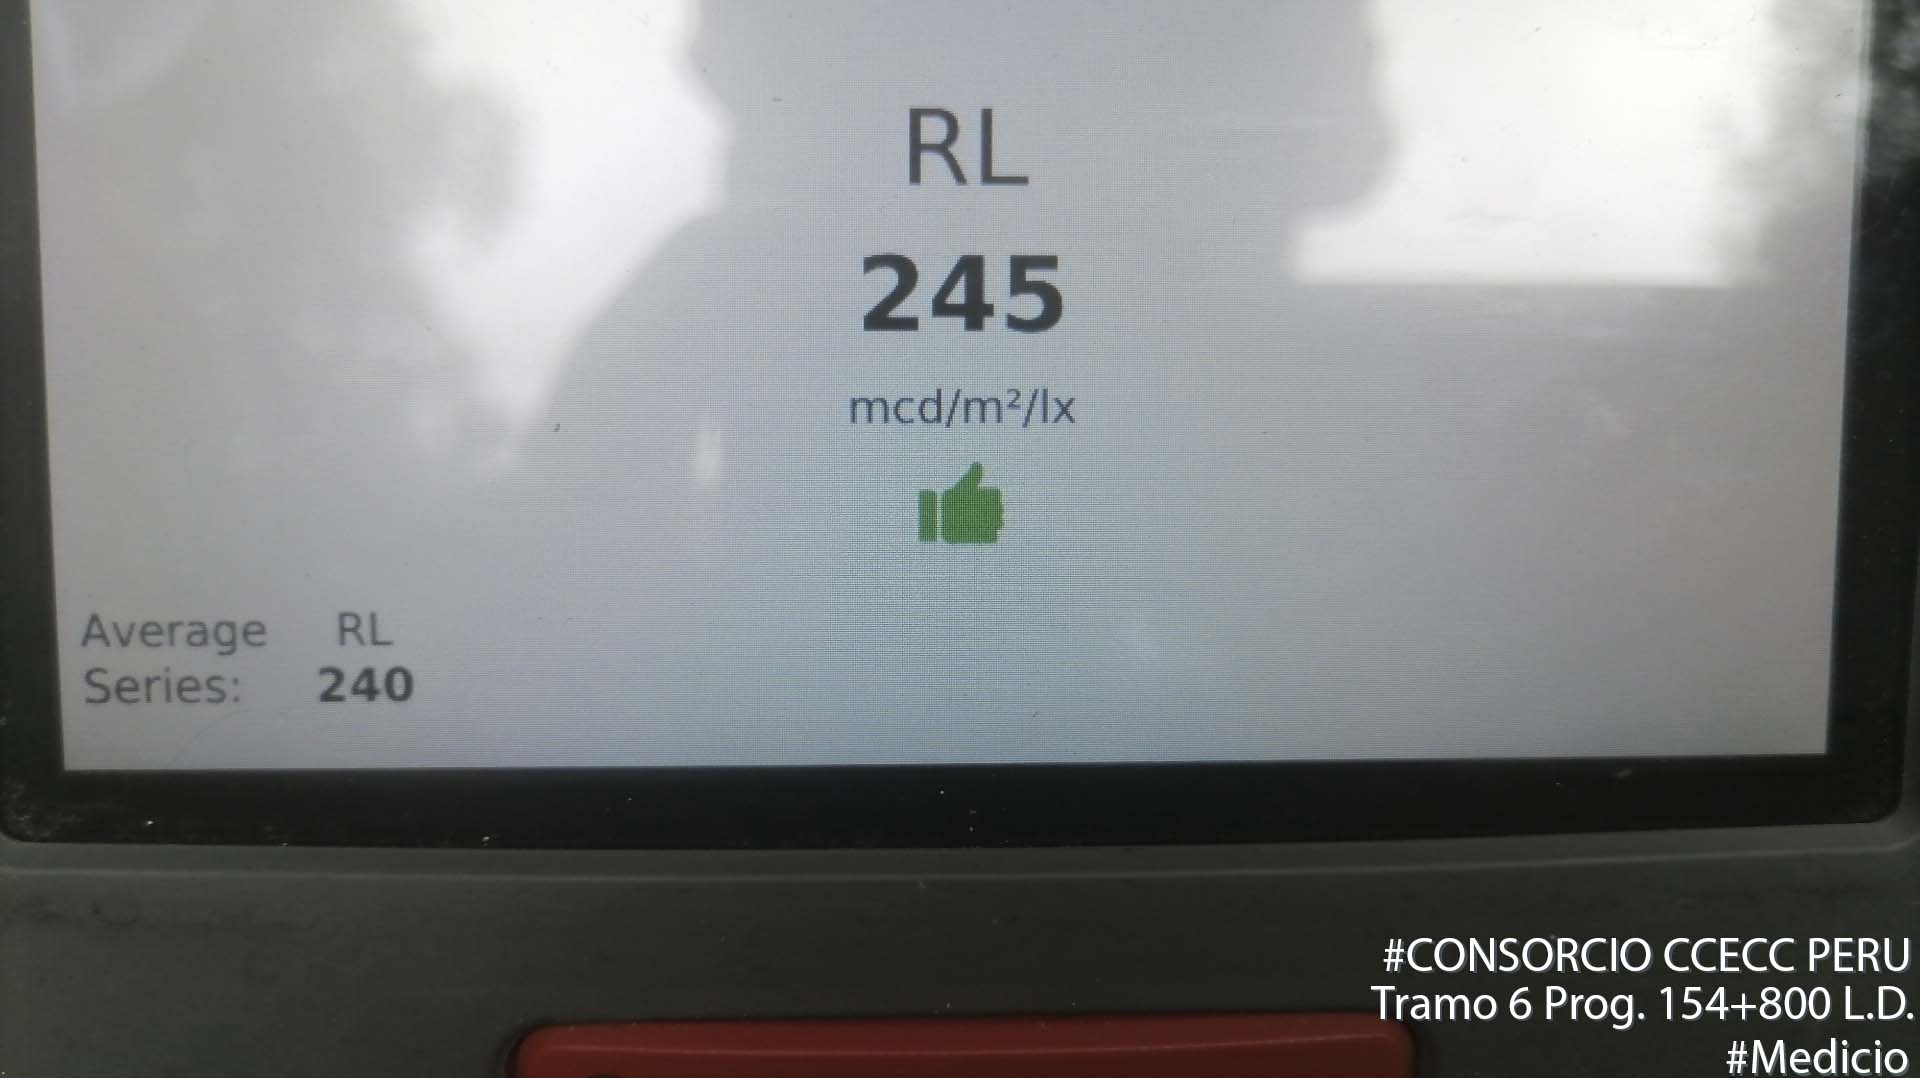 RL
245
mcd/m²/lx
Average RL
Series: 240
#CONSORCIO CCECC PERU
Tramo 6 Prog. 154+800 L.D.
#Medicio